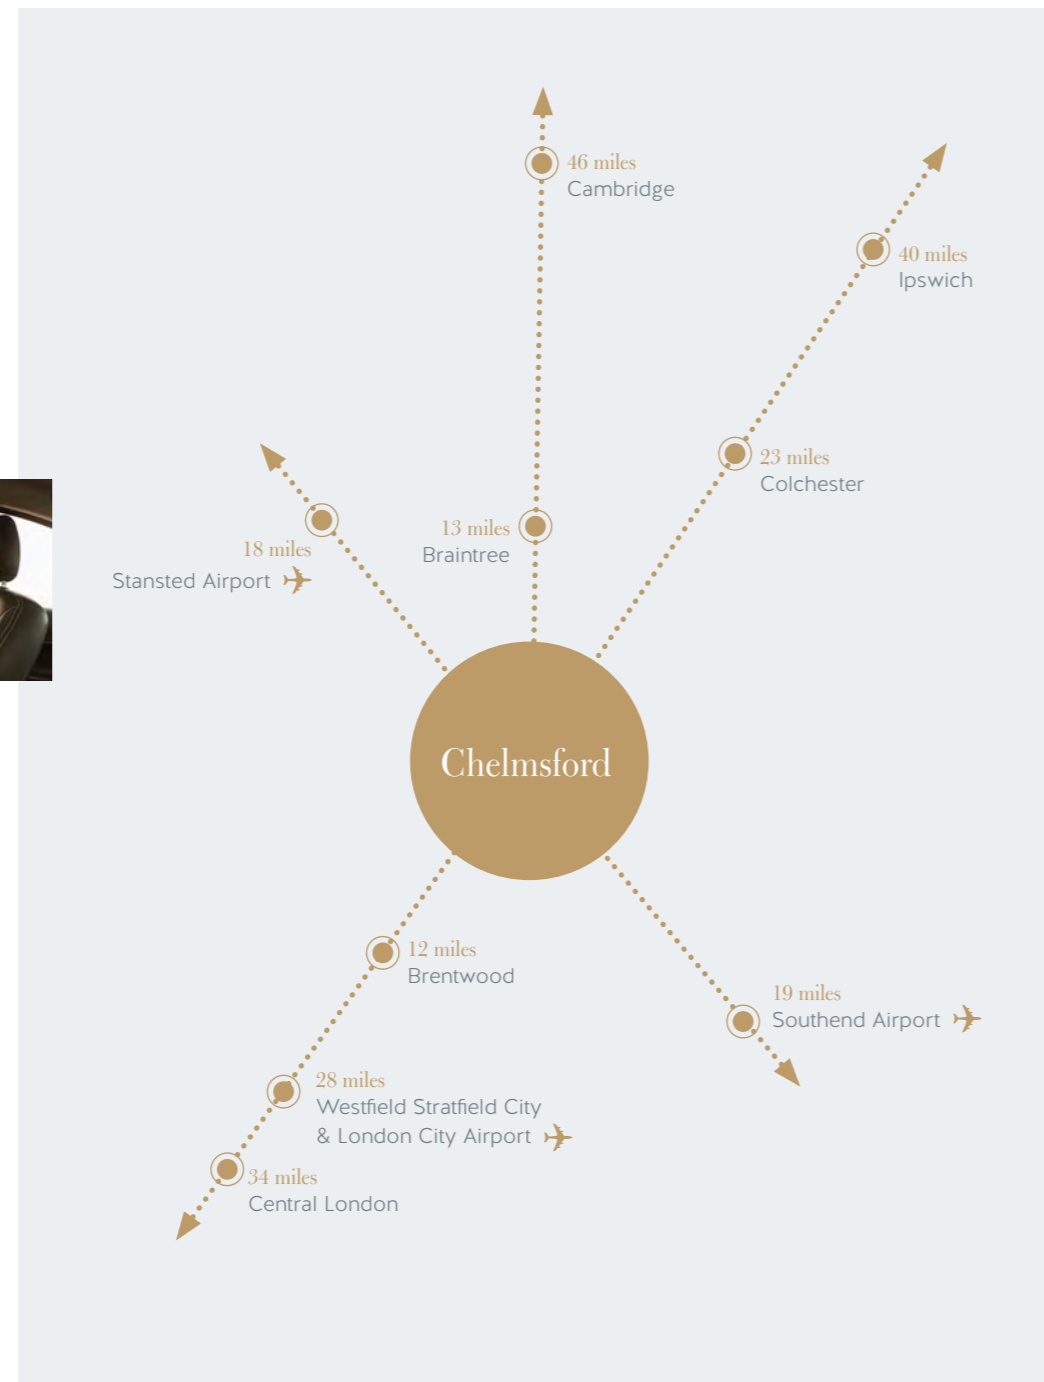 46 miles
Cambridge
40 miles
Ipswich
23 miles
Colchester
13 miles
Braintree
18 miles
Stansted Airport
Chelmsford
12 miles
Brentwood
19 miles
Southend Airport
28 miles
Westfield Stratfield City
& London City Airport
34 miles
Central London